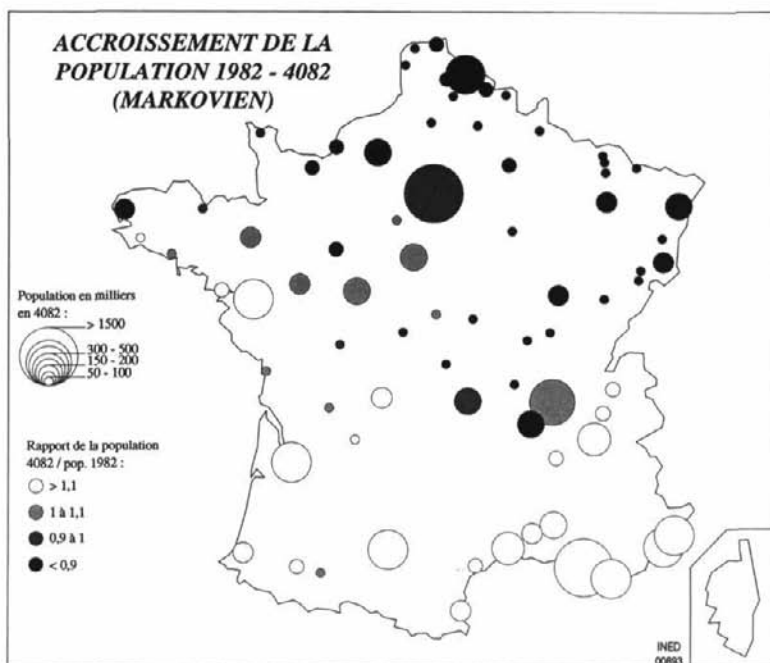 ACCROISSEMENT DE LA
POPULATION 1982 - 4082
(MARKOVIEN)
Population en milliers
en 4082 :
> 1500
300 - 500
150 - 200
50 - 100
Rapport de la population
4082 / pop. 1982 :
> 1,1
1 à 1,1
0,9 à 1
< 0,9
INED
00893